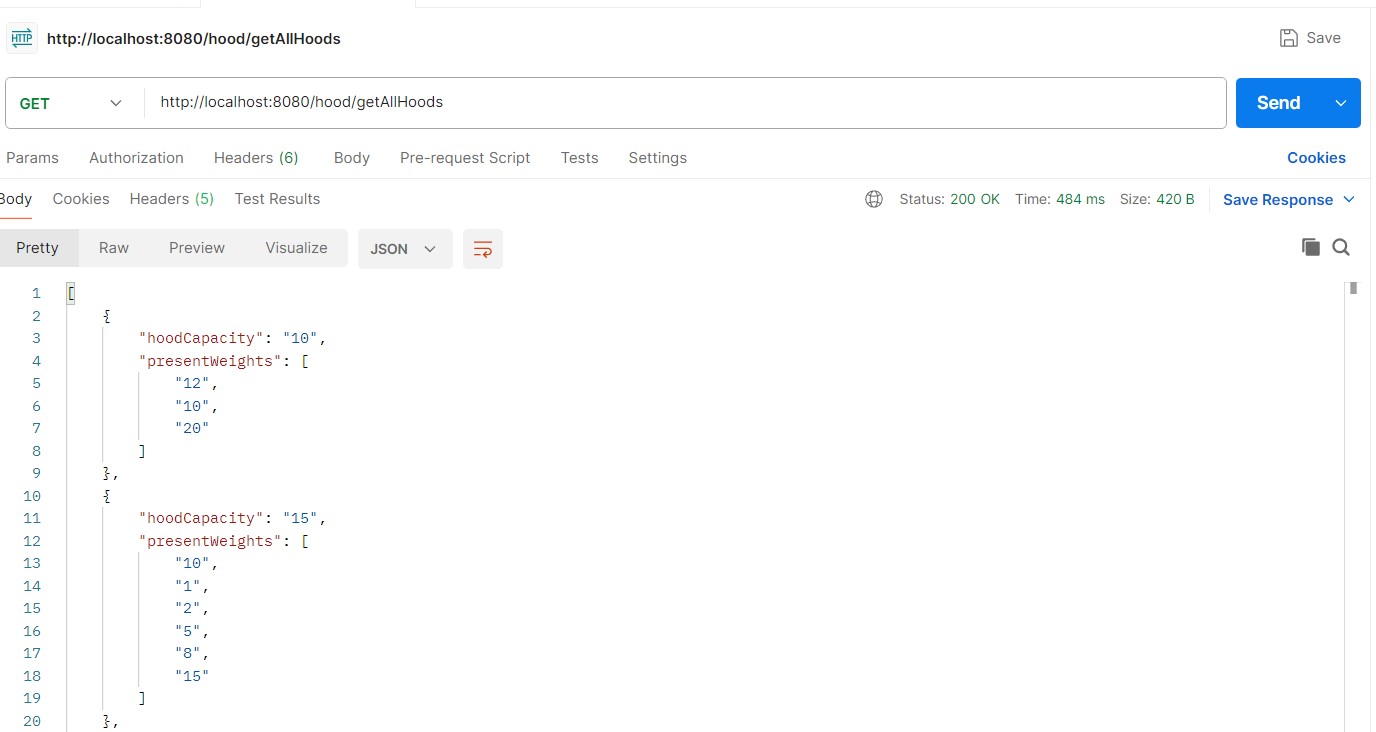 HTTP http://localhost:8080/hood/getAllHoods Save
GET http://localhost:8080/hood/getAllHoods Send
Params Authorization Headers (6) Body Pre-request Script Tests Settings Cookies
Body Cookies Headers (5) Test Results Status: 200 OK Time: 484 ms Size: 420 B Save Response
Pretty Raw Preview Visualize JSON
1 [
2 {
3 "hoodCapacity": "10",
4 "presentWeights": [
5 "12",
6 "10",
7 "20"
8 ]
9 },
10 {
11 "hoodCapacity": "15",
12 "presentWeights": [
13 "10",
14 "1",
15 "2",
16 "5",
17 "8",
18 "15"
19 ]
20 },